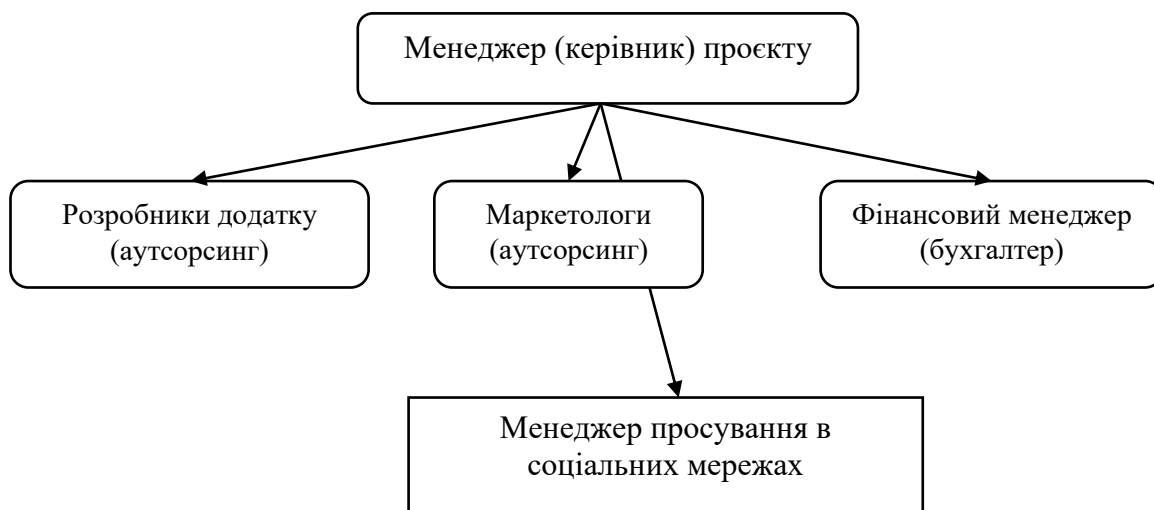 Менеджер (керівник) проєкту
Розробники додатку
(аутсорсинг)
Маркетологи
(аутсорсинг)
Фінансовий менеджер
(бухгалтер)
Менеджер просування в
соціальних мережах